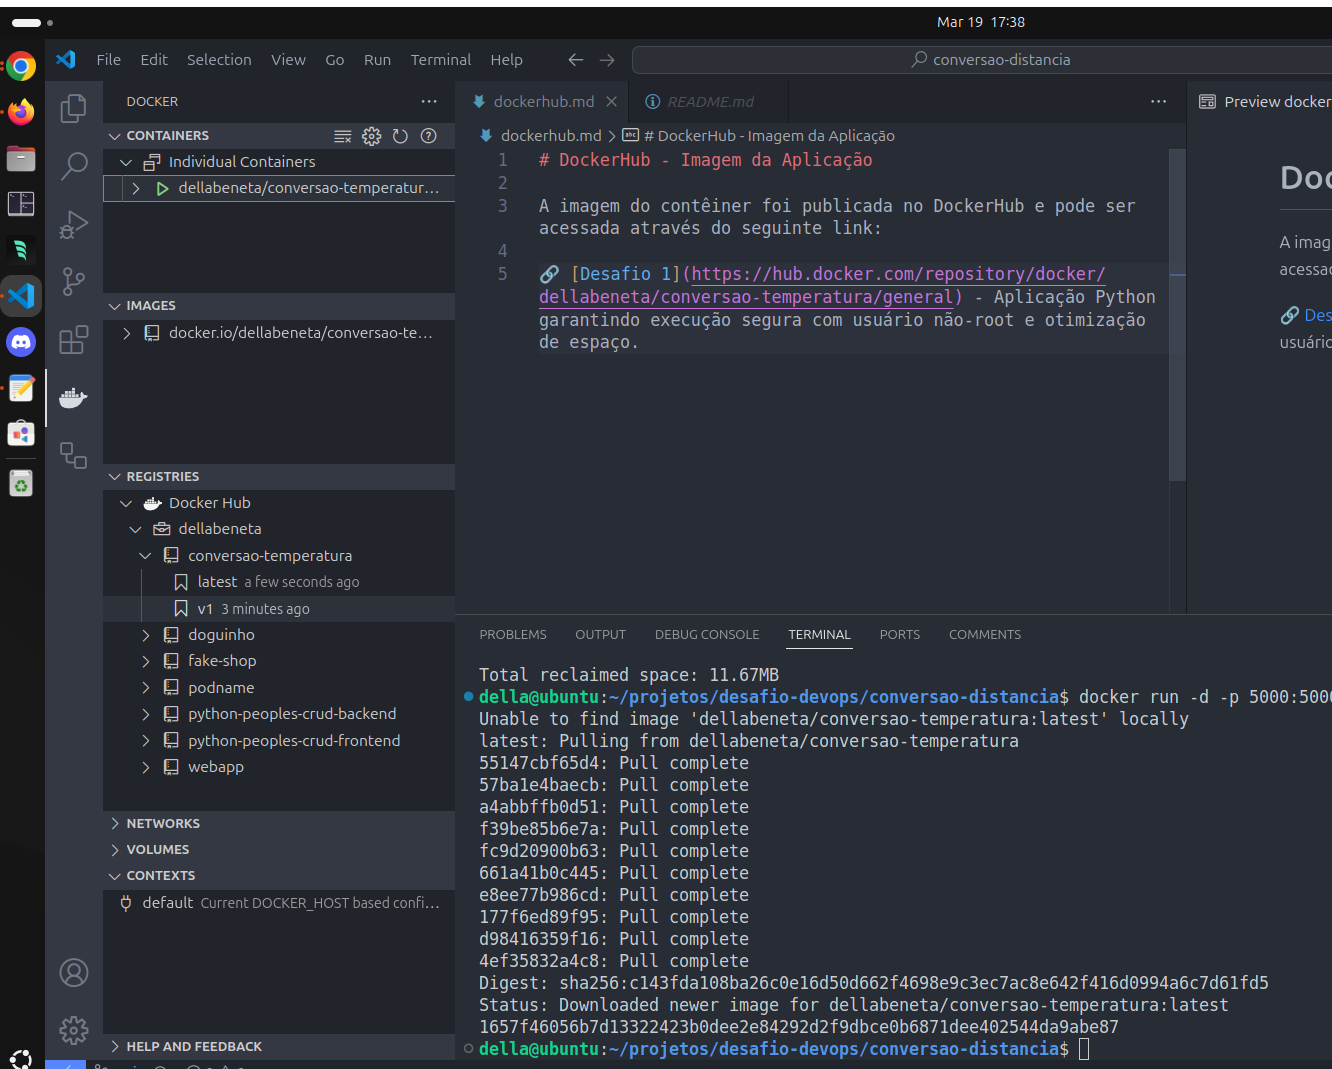 Mar 19 17:38
File Edit Selection View Go Run Terminal Help
conversao-distancia
DOCKER
CONTAINERS
Individual Containers
dellabeneta/conversao-temperatur...
IMAGES
docker.io/dellabeneta/conversao-te...
REGISTRIES
Docker Hub
dellabeneta
conversao-temperatura
latest a few seconds ago
v1 3 minutes ago
doguinho
fake-shop
podname
python-peoples-crud-backend
python-peoples-crud-frontend
webapp
NETWORKS
VOLUMES
CONTEXTS
default Current DOCKER_HOST based confi...
HELP AND FEEDBACK
dockerhub.md
README.md
dockerhub.md > # DockerHub - Imagem da Aplicação
1 # DockerHub - Imagem da Aplicação
2
3 A imagem do contêiner foi publicada no DockerHub e pode ser
acessada através do seguinte link:
4
5 🔗 [Desafio 1](https://hub.docker.com/repository/docker/
dellabeneta/conversao-temperatura/general) - Aplicação Python
garantindo execução segura com usuário não-root e otimização
de espaço.
Preview docker
Doc
A imag
acessad
🔗 Des
usuário
PROBLEMS OUTPUT DEBUG CONSOLE TERMINAL PORTS COMMENTS
Total reclaimed space: 11.67MB
della@ubuntu:~/projetos/desafio-devops/conversao-distancia$ docker run -d -p 5000:5000
Unable to find image 'dellabeneta/conversao-temperatura:latest' locally
latest: Pulling from dellabeneta/conversao-temperatura
55147cbf65d4: Pull complete
57ba1e4baecb: Pull complete
a4abbffb0d51: Pull complete
f39be85b6e7a: Pull complete
fc9d20900b63: Pull complete
661a41b0c445: Pull complete
e8ee77b986cd: Pull complete
177f6ed89f95: Pull complete
d98416359f16: Pull complete
4ef35832a4c8: Pull complete
Digest: sha256:c143fda108ba26c0e16d50d662f4698e9c3ec7ac8e642f416d0994a6c7d61fd5
Status: Downloaded newer image for dellabeneta/conversao-temperatura:latest
1657f46056b7d13322423b0dee2e84292d2f9dbce0b6871dee402544da9abe87
della@ubuntu:~/projetos/desafio-devops/conversao-distancia$